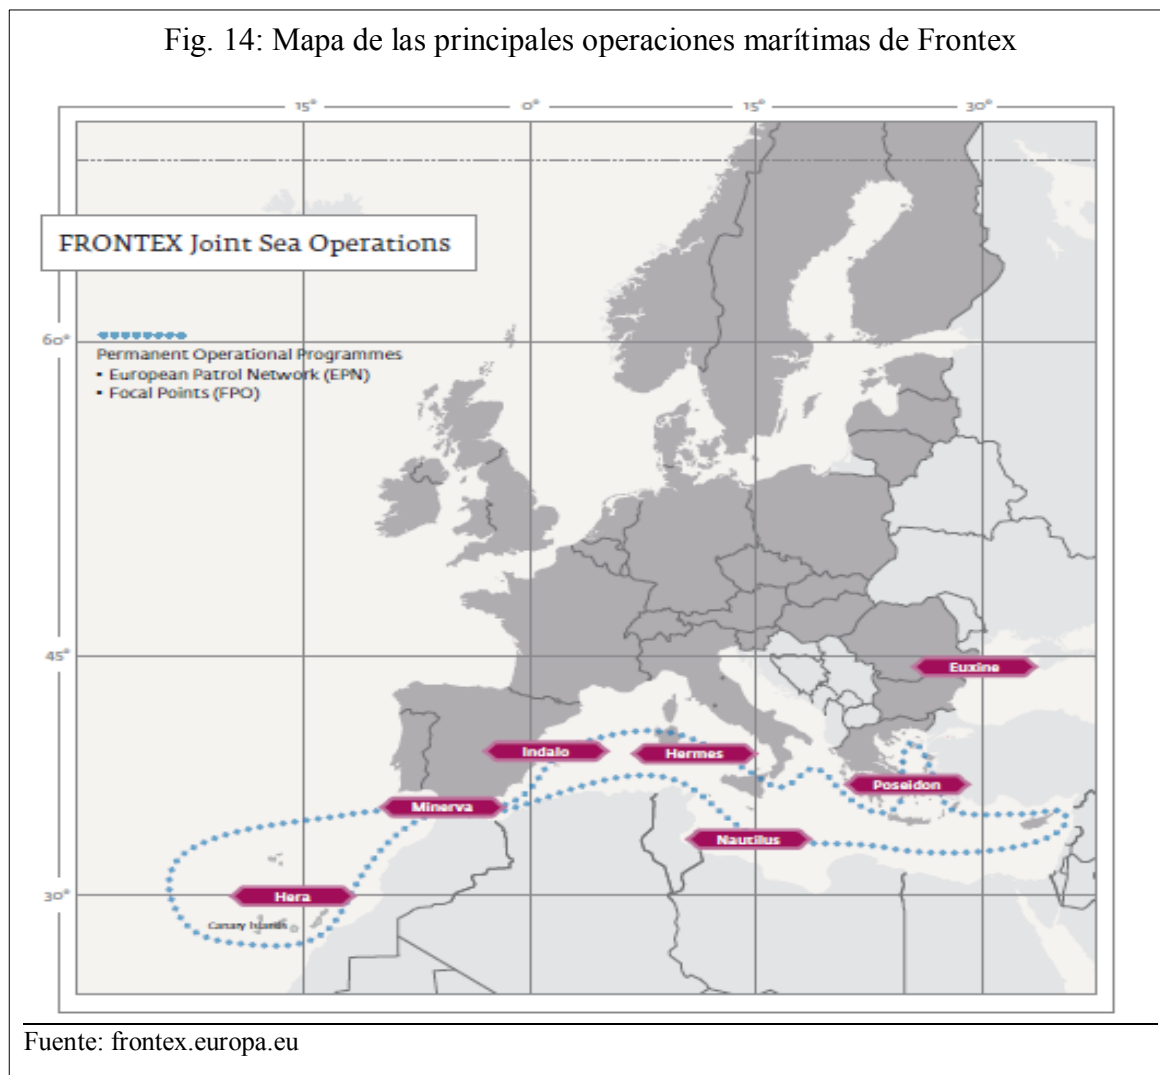 Fig. 14: Mapa de las principales operaciones marítimas de Frontex
15° 0° 15° 30°
FRONTEX Joint Sea Operations
60°
Permanent Operational Programmes
• European Patrol Network (EPN)
• Focal Points (FPO)
45°
Euxine
Indalo
Hermes
Poseidon
Minerva
Nautilus
30°
Hera
Canary Islands
Fuente: frontex.europa.eu